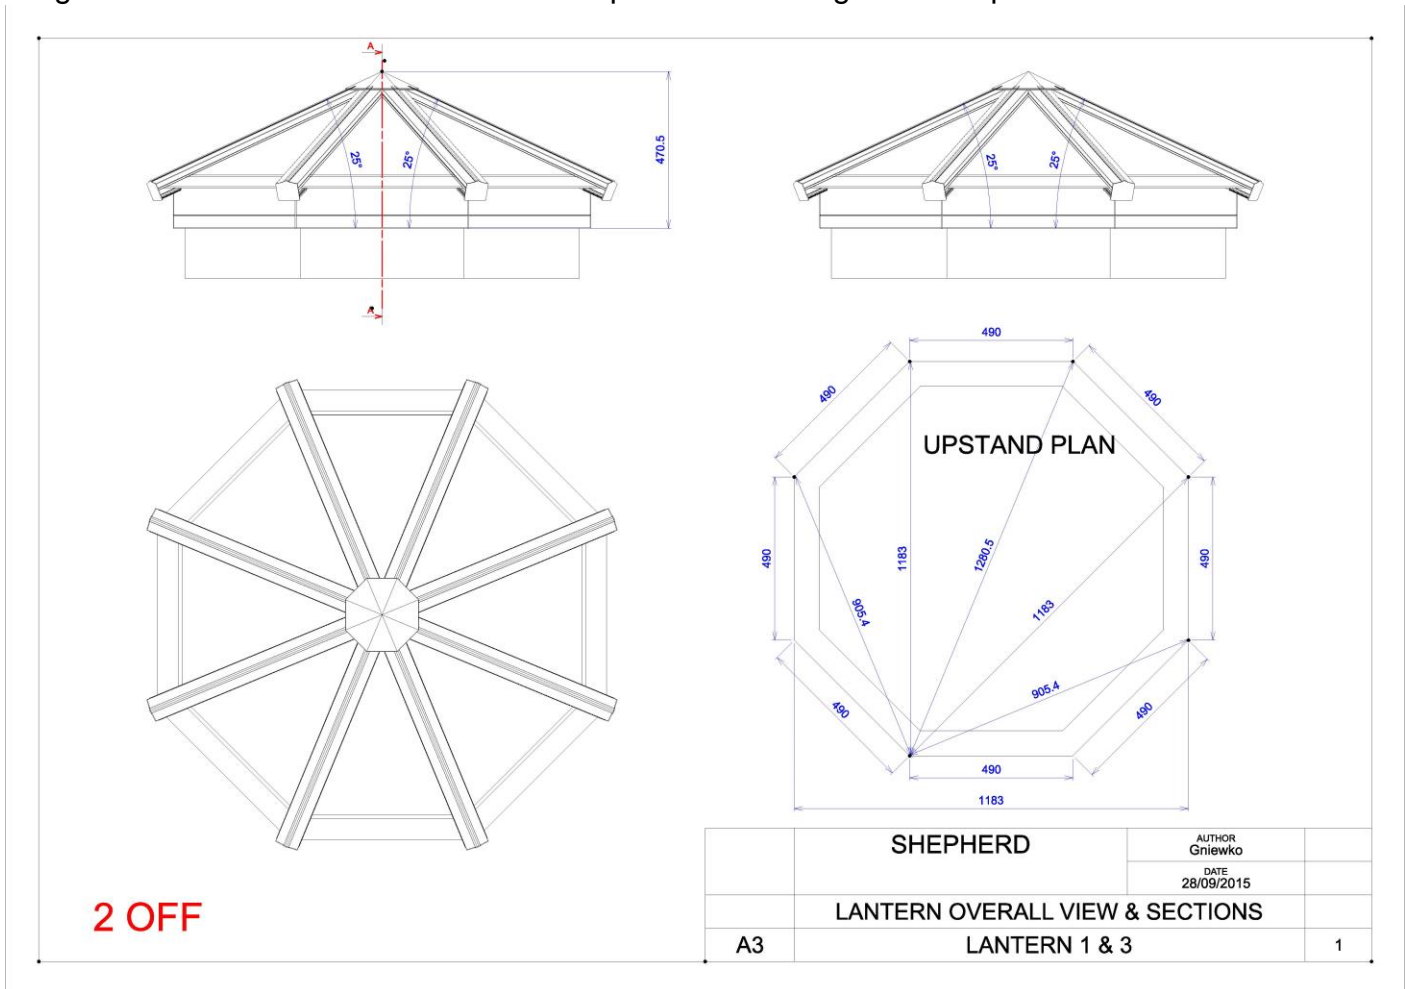 A
470.5
25°
25°
A
25°
25°
490
490
490
UPSTAND PLAN
490
1183
1280.5
490
905.4
1183
905.4
490
490
490
1183
SHEPHERD
AUTHOR
Gniewko
DATE
28/09/2015
LANTERN OVERALL VIEW & SECTIONS
A3
LANTERN 1 & 3
1
2 OFF